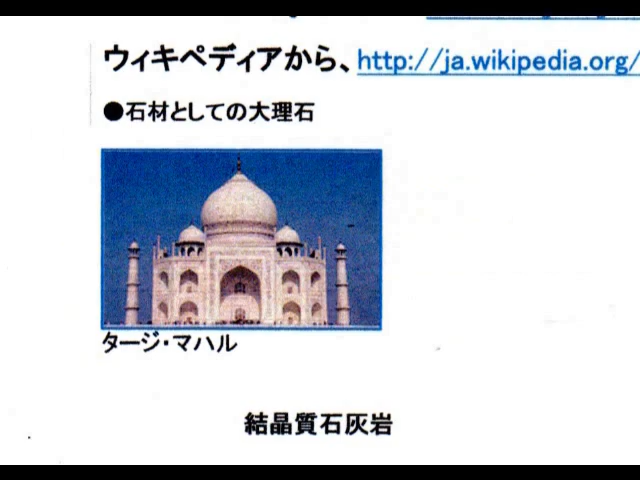 ウィキペディアから、http://ja.wikipedia.org/
●石材としての大理石
タージ・マハル
結晶質石灰岩